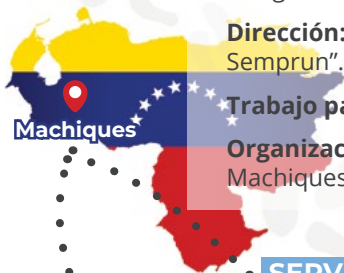 Dirección:
Semprun".
Trabajo pa
Organizac
Machiques
Machiques
SERV